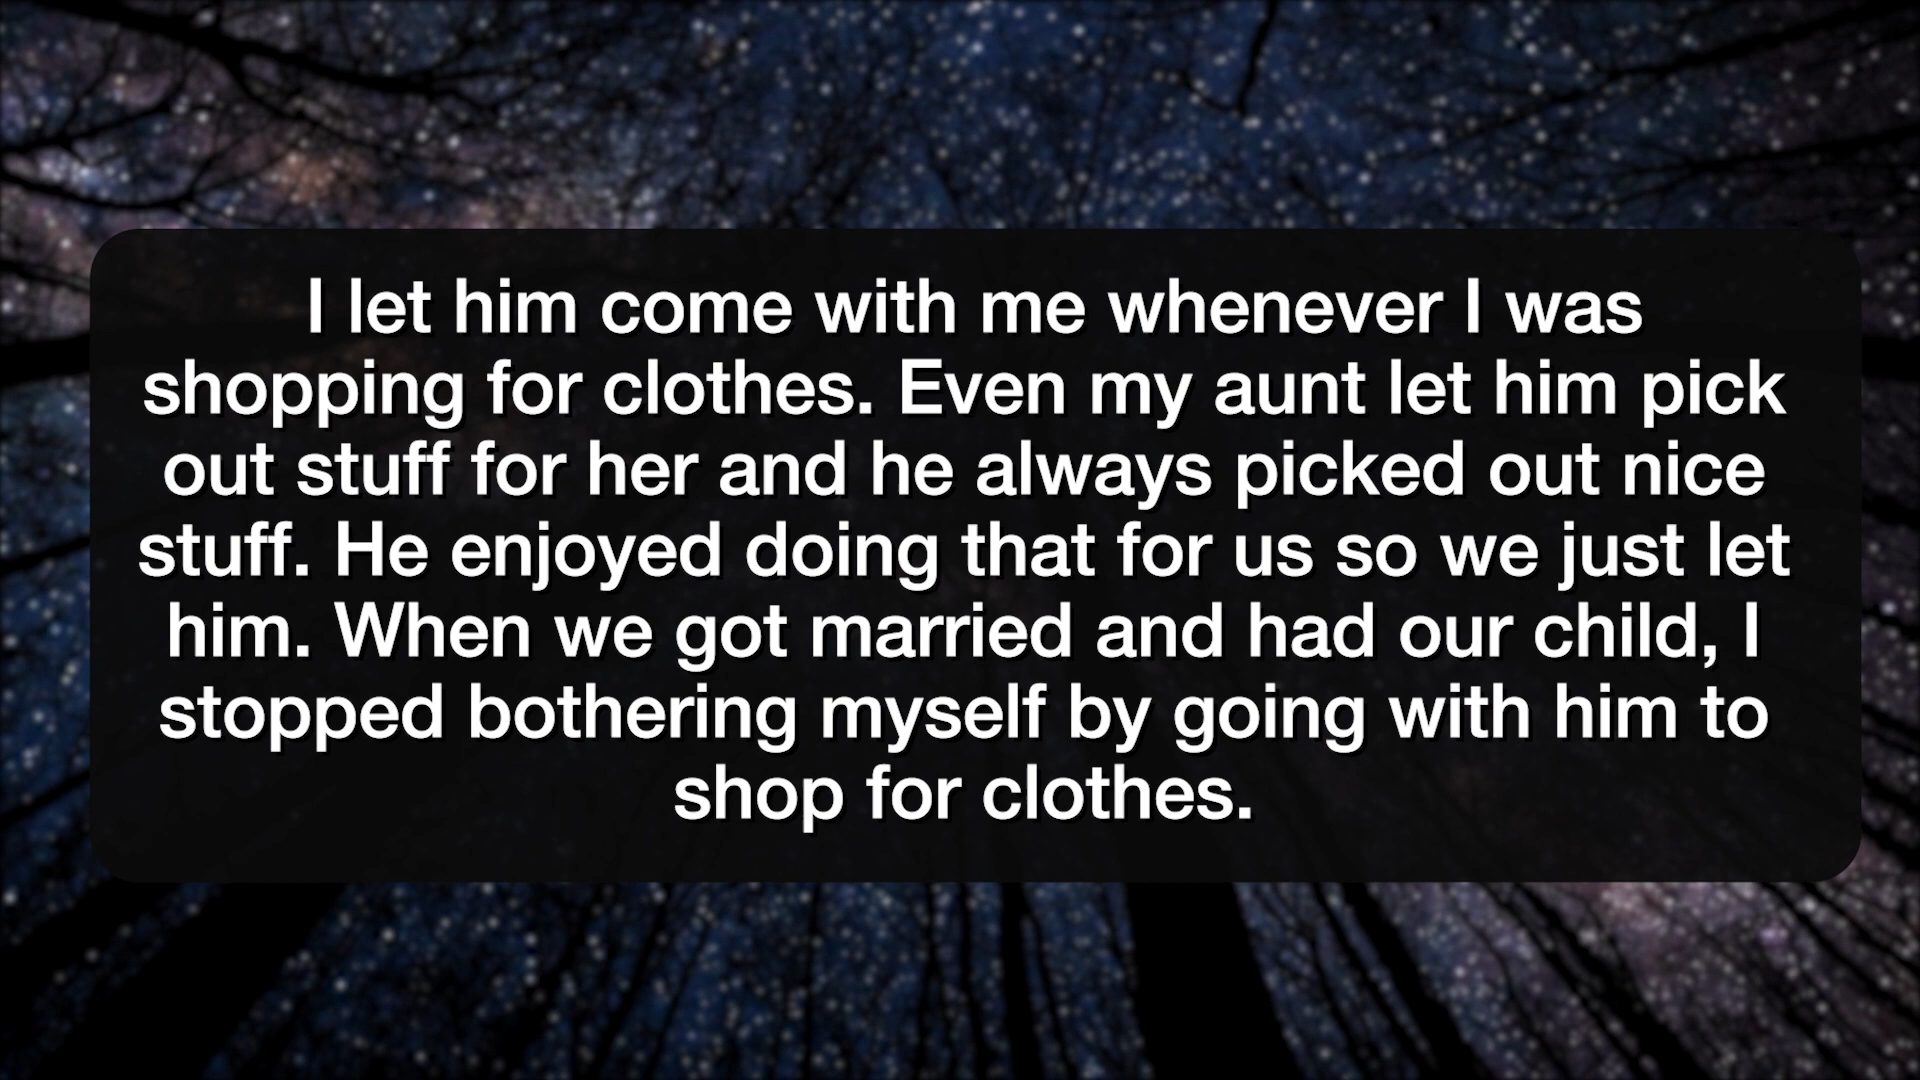 I let him come with me whenever I was
shopping for clothes. Even my aunt let him pick
out stuff for her and he always picked out nice
stuff. He enjoyed doing that for us so we just let
him. When we got married and had our child, I
stopped bothering myself by going with him to
shop for clothes.